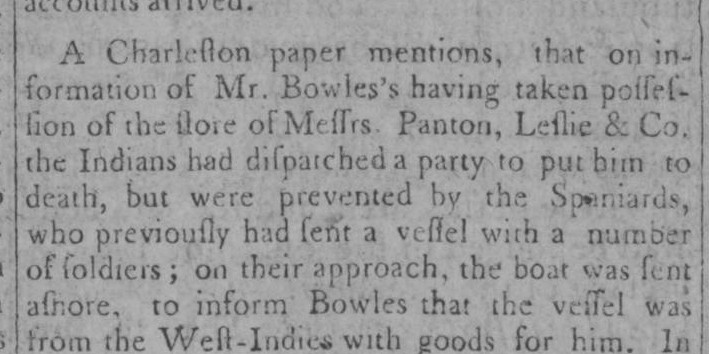 accounts arrived.
A Charleſton paper mentions, that on in-
formation of Mr. Bowles's having taken poſſeſ-
ſion of the ſtore of Meſſrs. Panton, Leſlie & Co.
the Indians had diſpatched a party to put him to
death, but were prevented by the Spaniards,
who previouſly had ſent a veſſel with a number
of ſoldiers; on their approach, the boat was ſent
aſhore, to inform Bowles that the veſſel was
from the Weſt-Indies with goods for him. In